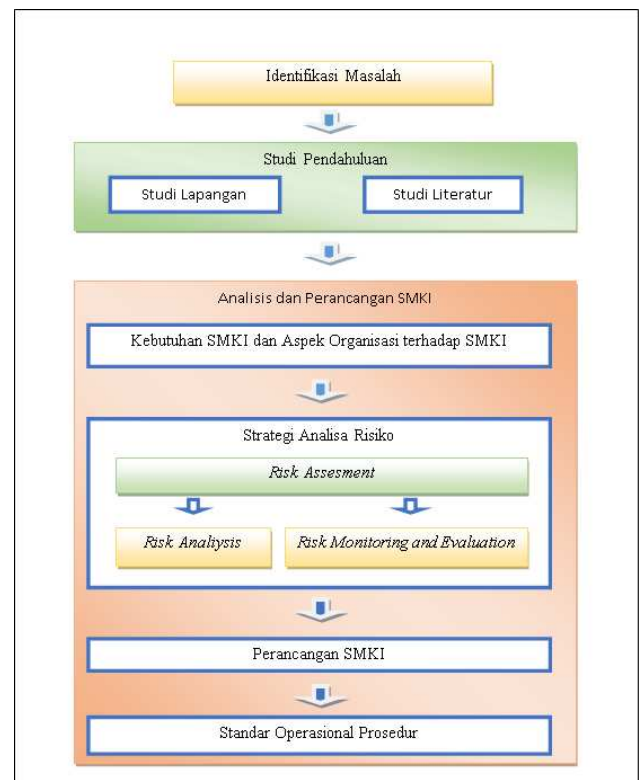 Identifikasi Masalah
Studi Pendahuluan
Studi Lapangan
Studi Literatur
Analisis dan Perancangan SMKI
Kebutuhan SMKI dan Aspek Organisasi terhadap SMKI
Strategi Analisa Risiko
Risk Assesment
Risk Analiysis
Risk Monitoring and Evaluation
Perancangan SMKI
Standar Operasional Prosedur